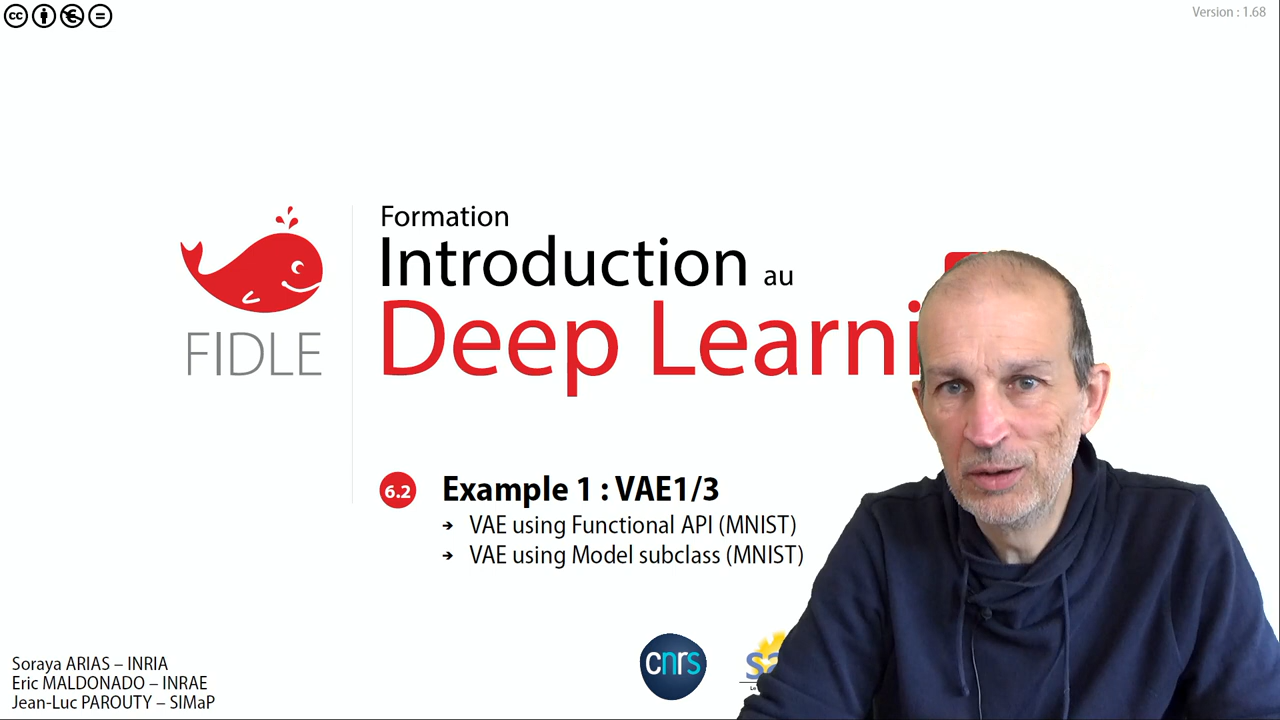 cc
Version : 1.68
Formation
Introduction au
Deep Learni
FIDLE
6.2 Example 1 : VAE1/3
➔ VAE using Functional API (MNIST)
➔ VAE using Model subclass (MNIST)
cnrs
Soraya ARIAS – INRIA
Eric MALDONADO – INRAE
Jean-Luc PAROUTY – SIMaP